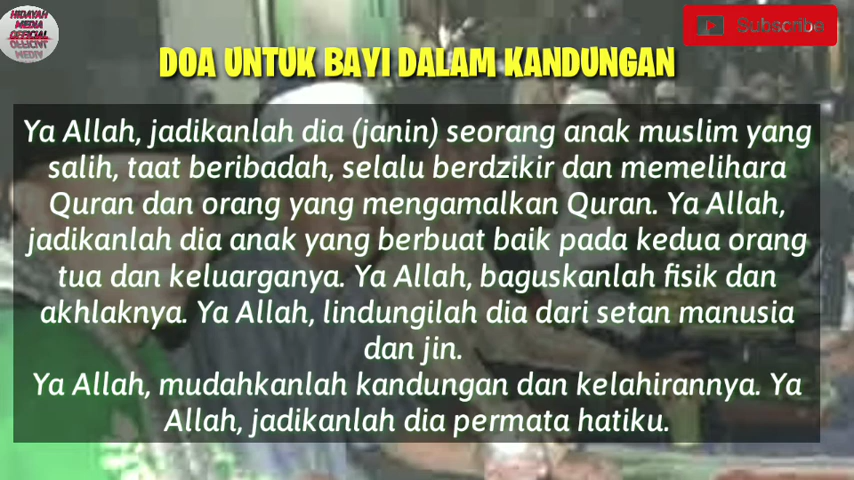 HIDAYAH
MEDIA
OFFICIAL
Subscribe
DOA UNTUK BAYI DALAM KANDUNGAN
Ya Allah, jadikanlah dia (janin) seorang anak muslim yang
salih, taat beribadah, selalu berdzikir dan memelihara
Quran dan orang yang mengamalkan Quran. Ya Allah,
jadikanlah dia anak yang berbuat baik pada kedua orang
tua dan keluarganya. Ya Allah, baguskanlah fisik dan
akhlaknya. Ya Allah, lindungilah dia dari setan manusia
dan jin.
Ya Allah, mudahkanlah kandungan dan kelahirannya. Ya
Allah, jadikanlah dia permata hatiku.